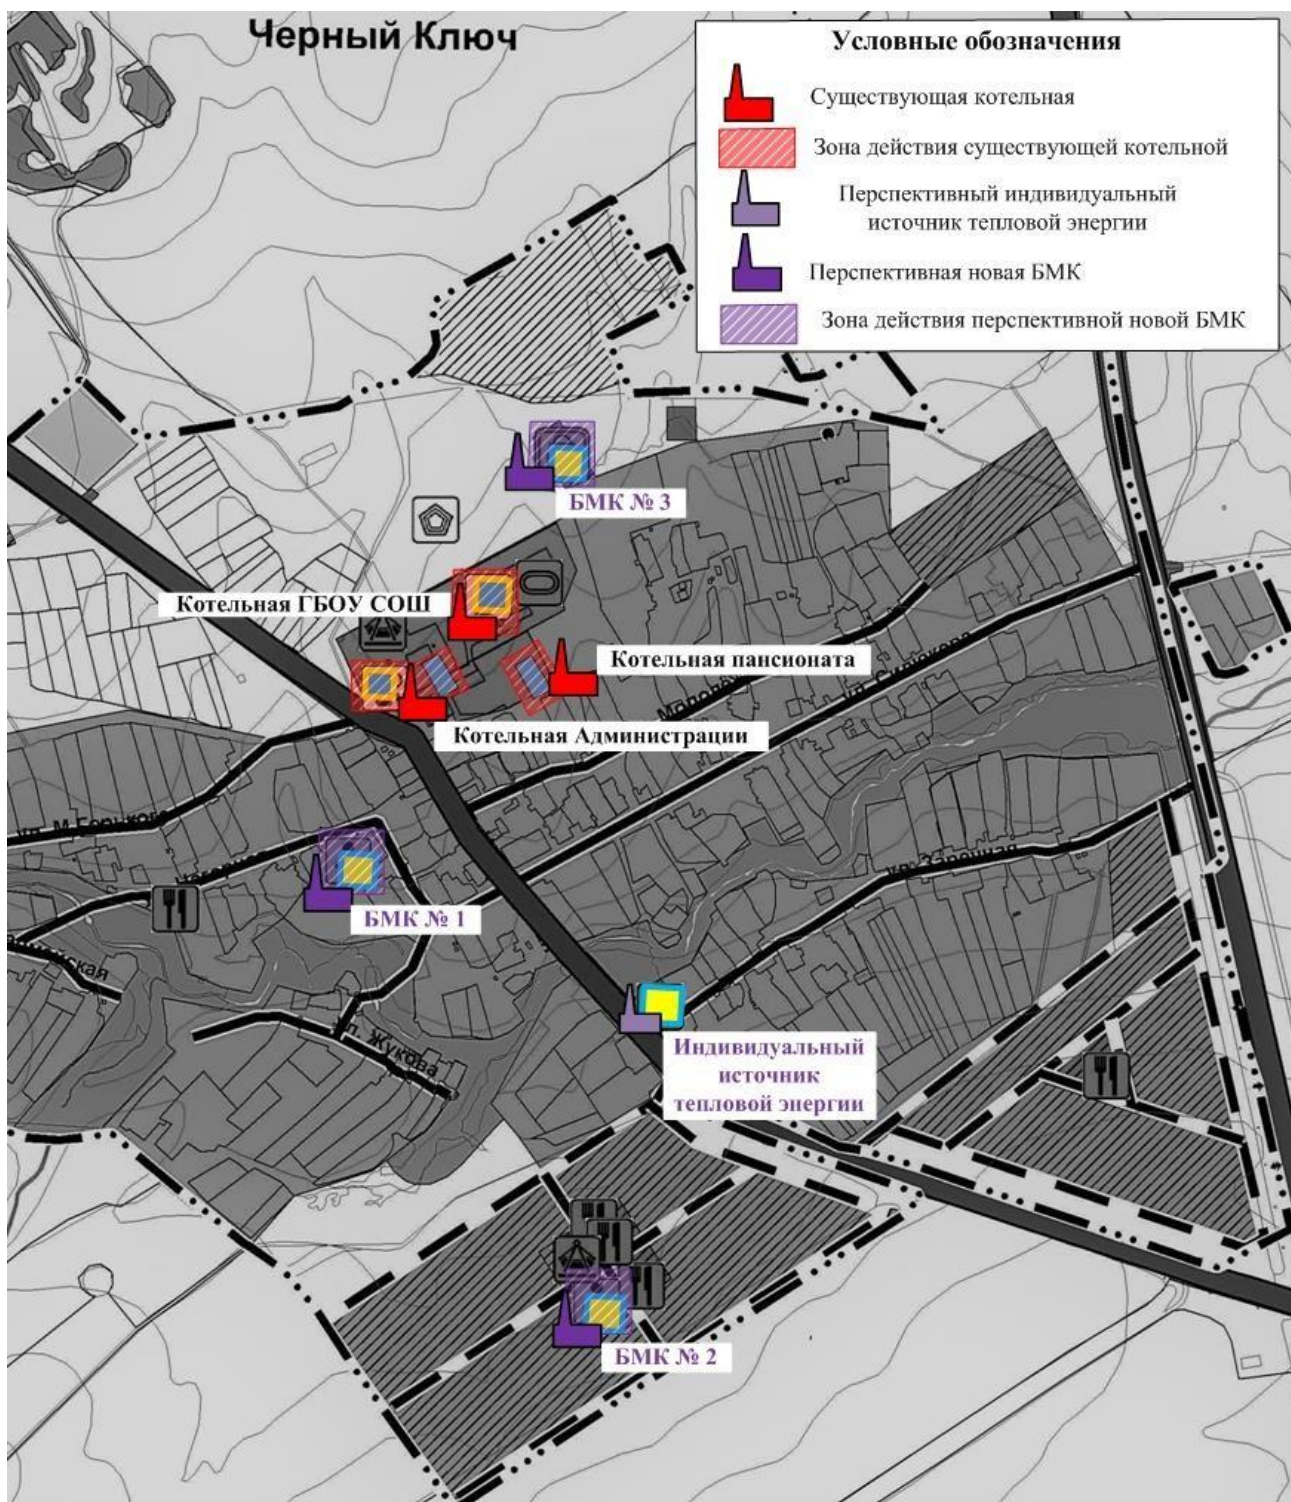 Черный Ключ
Условные обозначения
Существующая котельная
Зона действия существующей котельной
Перспективный индивидуальный
источник тепловой энергии
Перспективная новая БМК
Зона действия перспективной новой БМК
БМК № 3
Котельная ГБОУ СОШ
Котельная пансионата
Котельная Администрации
ул. М.Горького
БМК № 1
ул. Заречная
Жукова
Индивидуальный
источник
тепловой энергии
БМК № 2